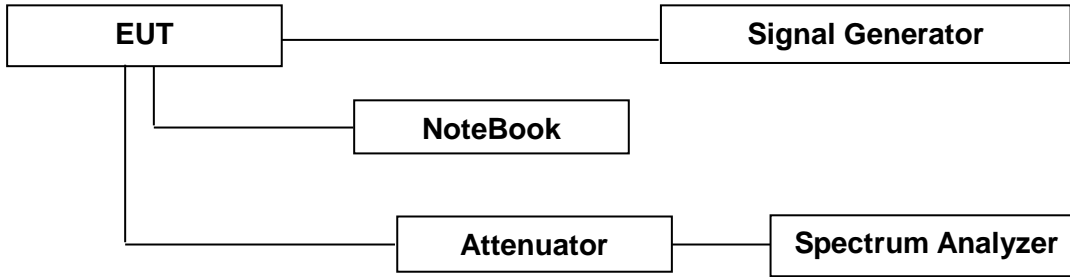 EUT
Signal Generator
NoteBook
Attenuator
Spectrum Analyzer